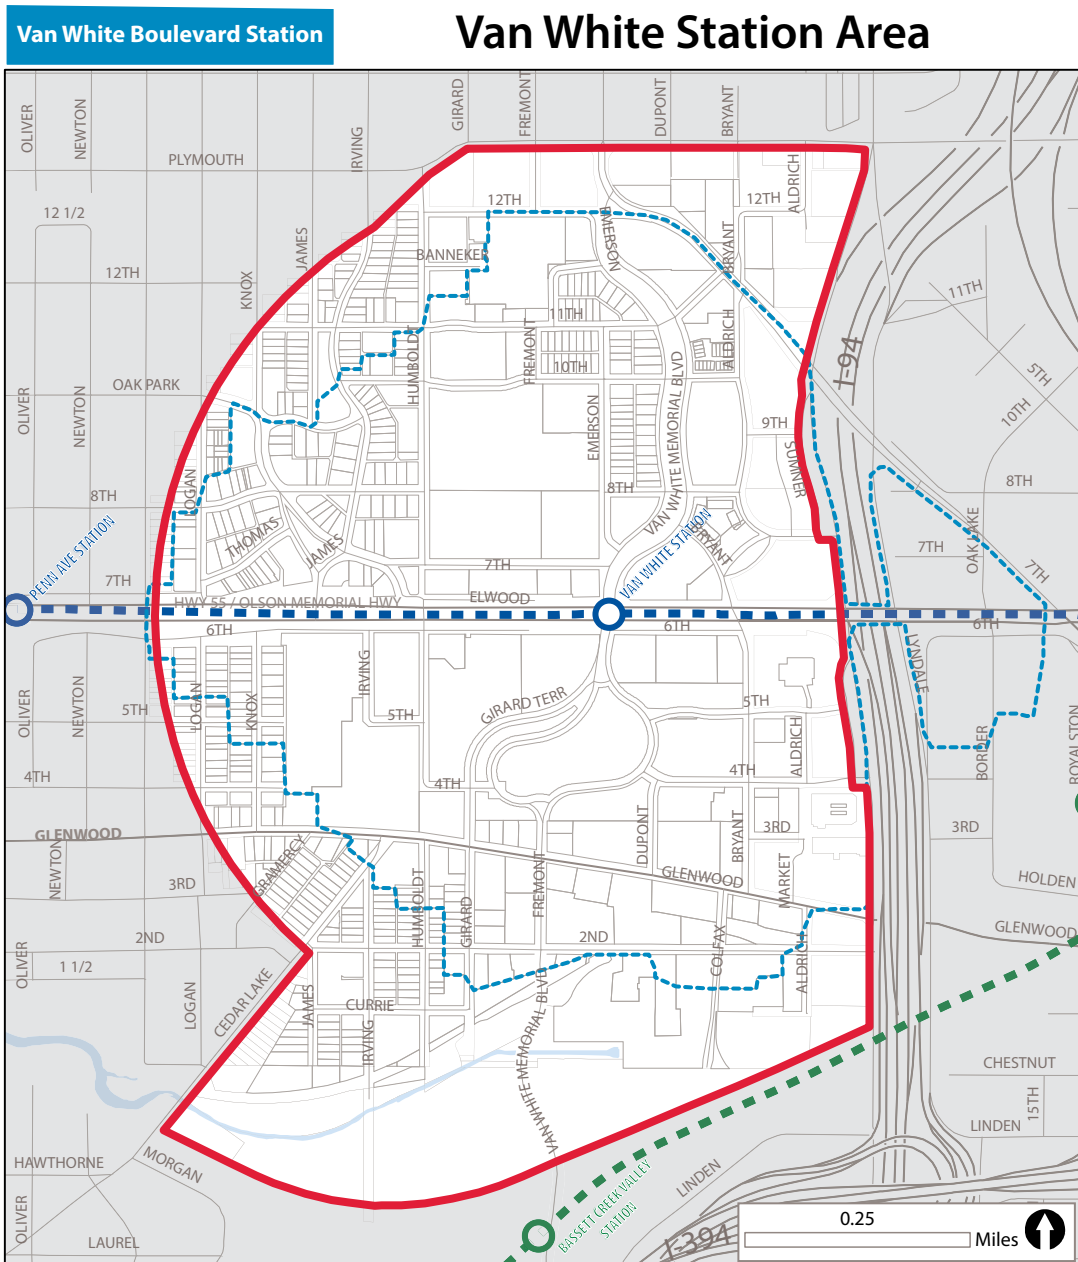 Van White Boulevard Station
Van White Station Area
OLIVER
NEWTON
IRVING
GIRARD
FREMONT
DUPONT
BRYANT
PLYMOUTH
ALDRICH
12TH
12TH
12 1/2
EMERSON
JAMES
BANNEKER
BRYANT
12TH
KNOX
11TH
11TH
I-94
HUMBOLDT
FREMONT
ALDRICH
10TH
5TH
OAK PARK
OLIVER
NEWTON
EMERSON
VAN WHITE MEMORIAL BLVD
9TH
10TH
SUMNER
LOGAN
8TH
8TH
8TH
PENN AVE STATION
THOMAS
JAMES
VAN WHITE STATION
BRYANT
OAK LAKE
7TH
7TH
7TH
7TH
HWY 55 / OLSON MEMORIAL HWY
ELWOOD
6TH
6TH
6TH
OLIVER
NEWTON
LOGAN
KNOX
IRVING
LYNDALE
5TH
5TH
GIRARD TERR
5TH
ALDRICH
BORDER
ROYALSTON
4TH
4TH
4TH
GLENWOOD
DUPONT
BRYANT
3RD
3RD
NEWTON
GRAMERCY
GLENWOOD
MARKET
3RD
HUMBOLDT
GIRARD
FREMONT
HOLDEN
2ND
2ND
COLFAX
ALDRICH
GLENWOOD
OLIVER
1 1/2
LOGAN
CEDAR LAKE
JAMES
CURRIE
IRVING
VAN WHITE MEMORIAL BLVD
CHESTNUT
15TH
LINDEN
HAWTHORNE
MORGAN
LINDEN
OLIVER
BASSETT CREEK VALLEY
STATION
LAUREL
I-394
0.25
Miles